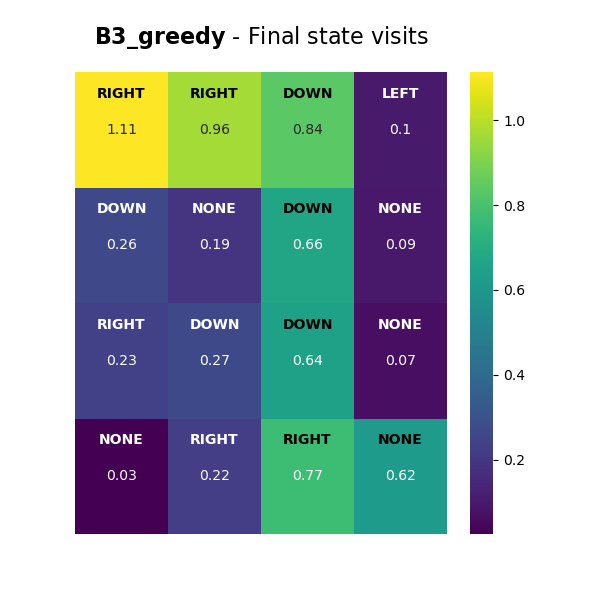 B3_greedy - Final state visits
RIGHT RIGHT DOWN LEFT
1.11 0.96 0.84 0.1
DOWN NONE DOWN NONE
0.26 0.19 0.66 0.09
RIGHT DOWN DOWN NONE
0.23 0.27 0.64 0.07
NONE RIGHT RIGHT NONE
0.03 0.22 0.77 0.62
1.0
0.8
0.6
0.4
0.2